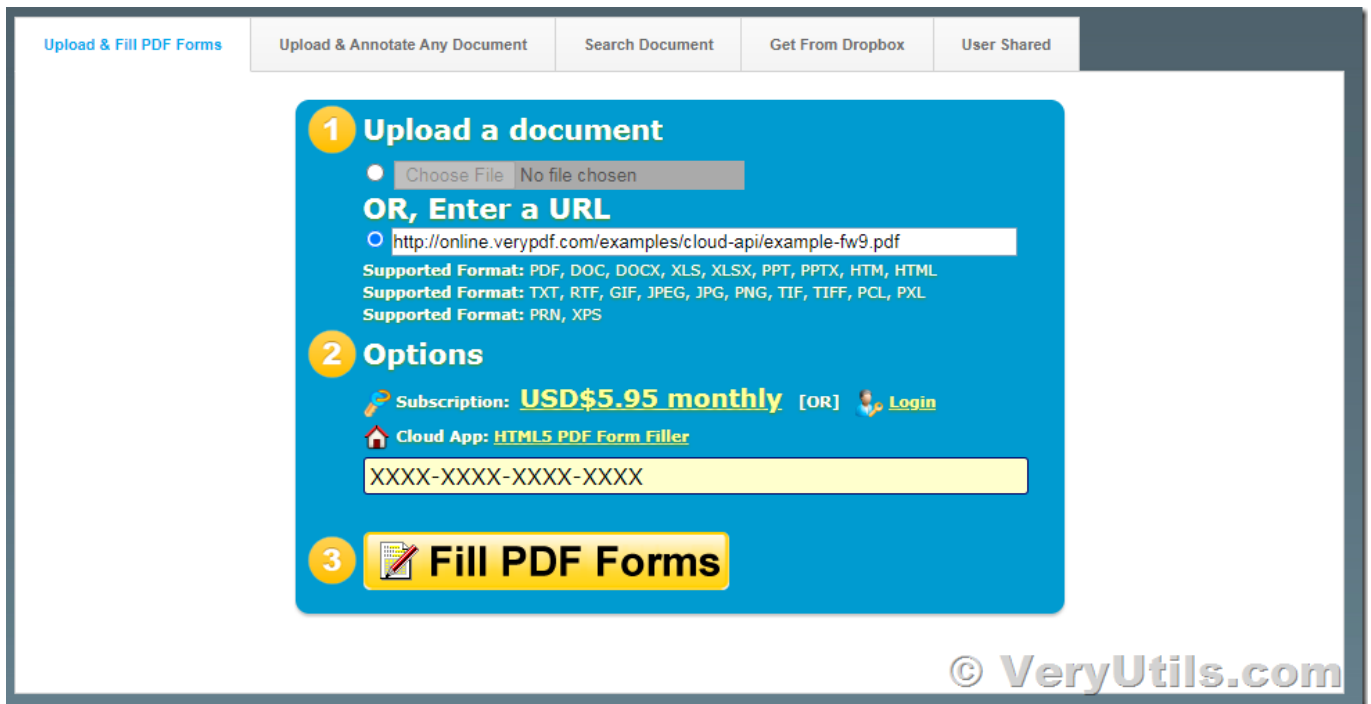 Upload & Fill PDF Forms
Upload & Annotate Any Document
Search Document
Get From Dropbox
User Shared
1 Upload a document
Choose File No file chosen
OR, Enter a URL
http://online.verypdf.com/examples/cloud-api/example-fw9.pdf
Supported Format: PDF, DOC, DOCX, XLS, XLSX, PPT, PPTX, HTM, HTML
Supported Format: TXT, RTF, GIF, JPEG, JPG, PNG, TIF, TIFF, PCL, PXL
Supported Format: PRN, XPS
2 Options
Subscription: USD$5.95 monthly [OR] Login
Cloud App: HTML5 PDF Form Filler
XXXX-XXXX-XXXX-XXXX
3 Fill PDF Forms
© VeryUtils.com